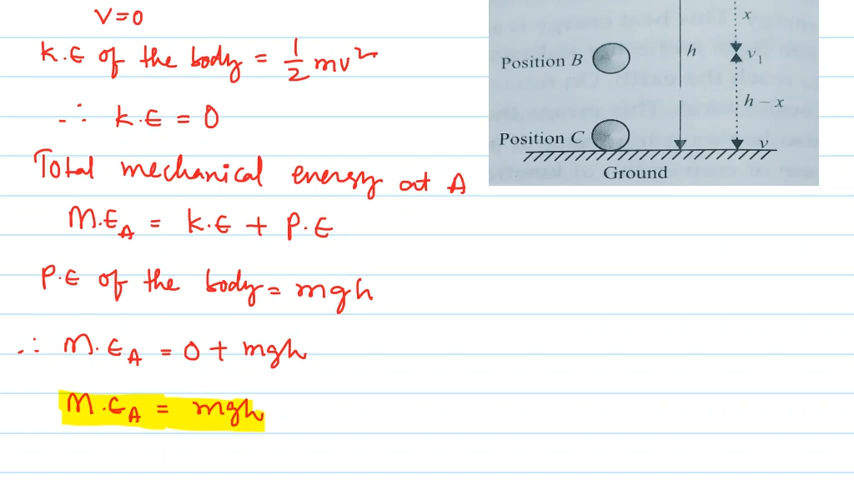 V=0
K.E of the body = 1/2 mv²
∴ K.E = 0
Total mechanical energy at A
M.E_A = K.E + P.E
P.E of the body = mgh
∴ M.E_A = 0 + mgh
M.E_A = mgh
x
Position B
h
v₁
h − x
Position C
v
Ground